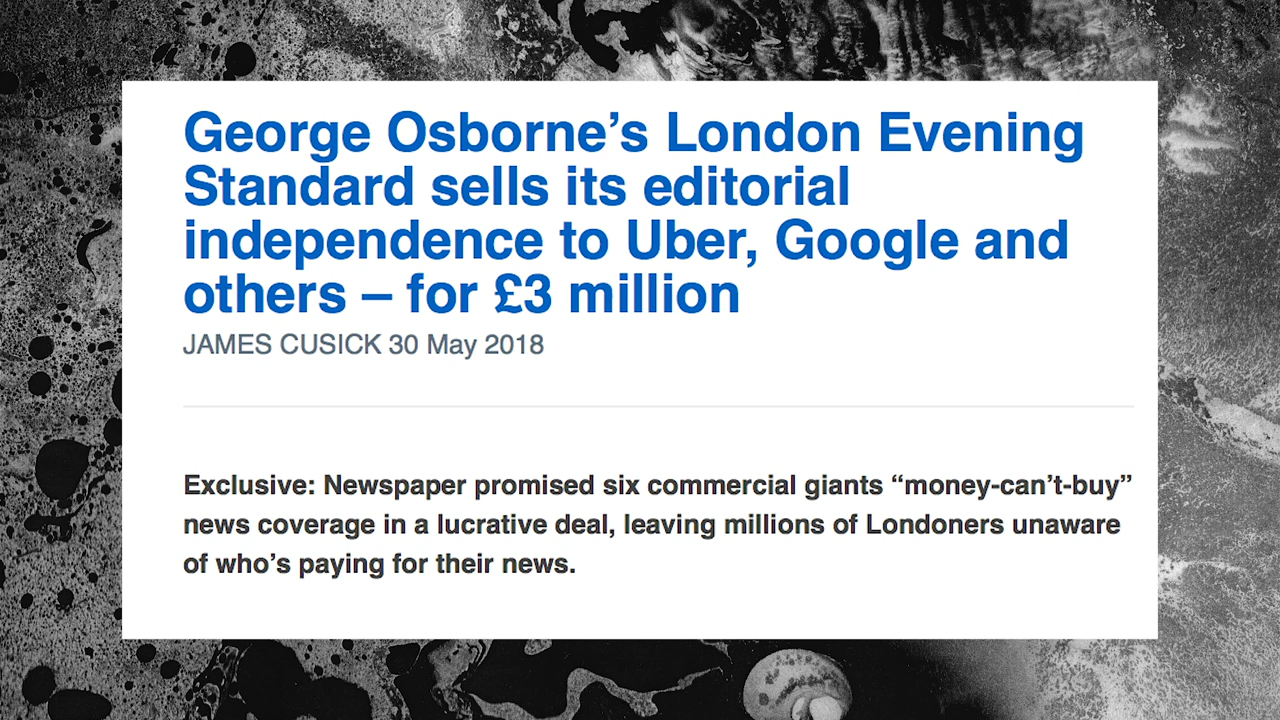 George Osborne’s London Evening
Standard sells its editorial
independence to Uber, Google and
others – for £3 million
JAMES CUSICK 30 May 2018
Exclusive: Newspaper promised six commercial giants “money-can’t-buy”
news coverage in a lucrative deal, leaving millions of Londoners unaware
of who’s paying for their news.